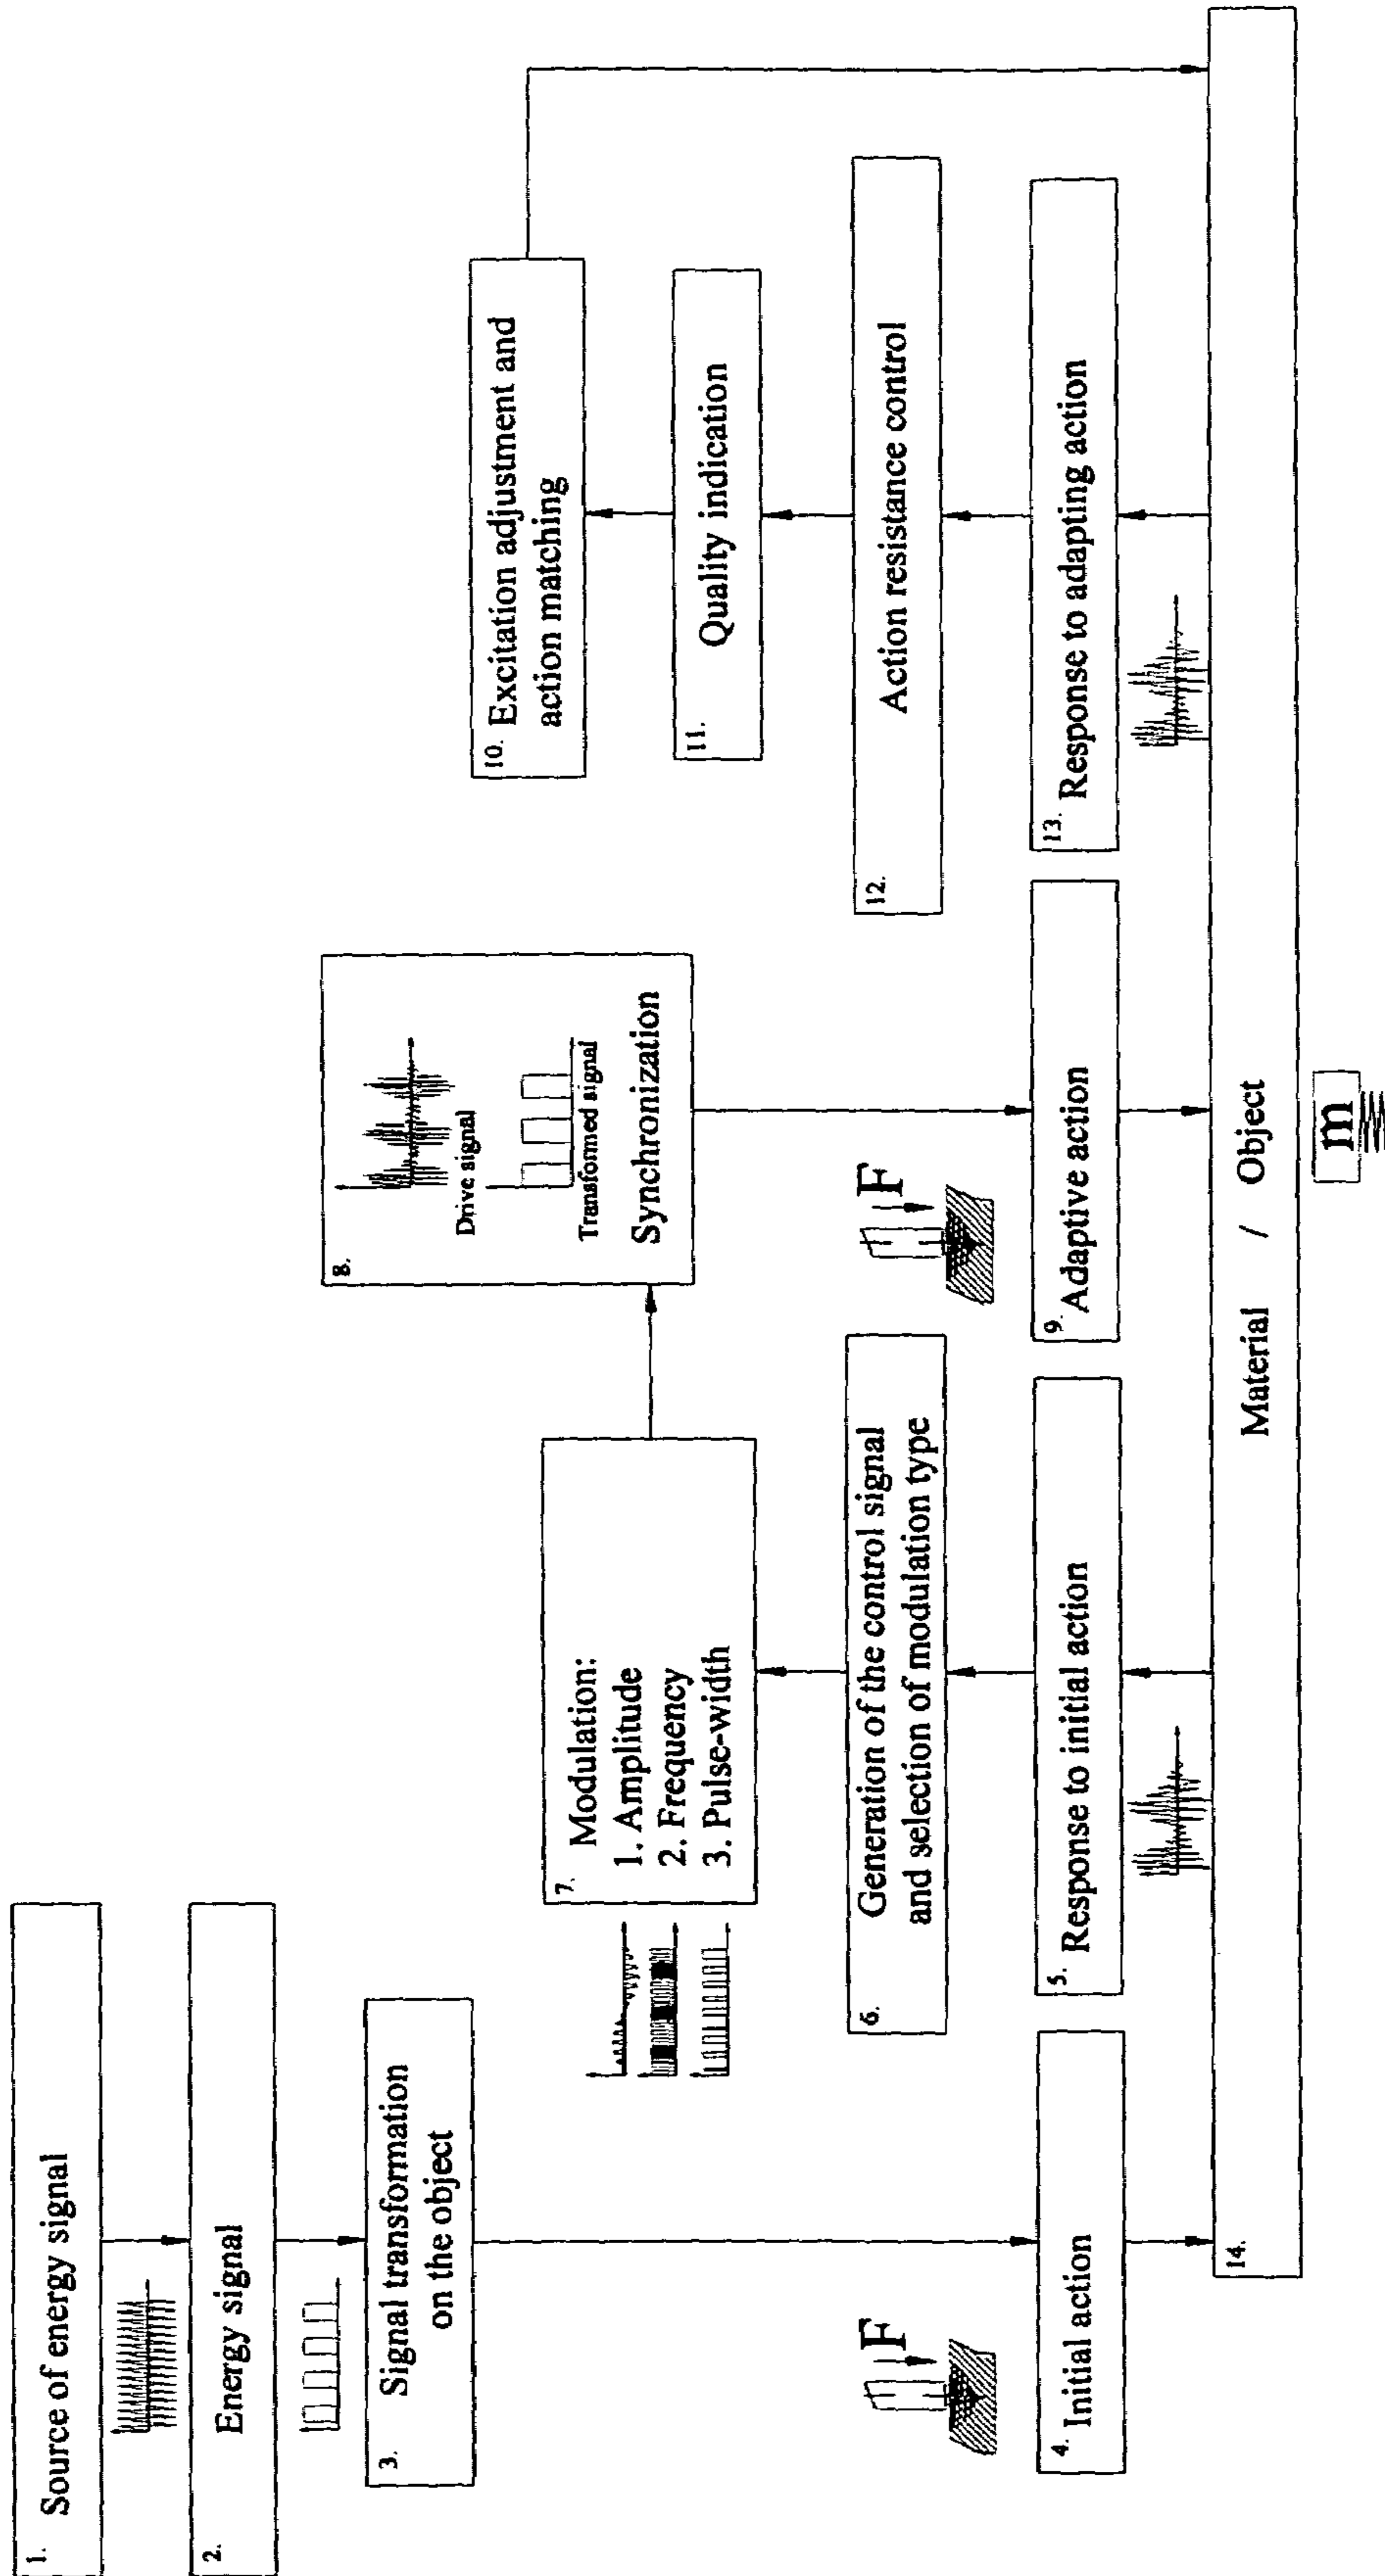 1. Source of energy signal
2. Energy signal
3. Signal transformation
on the object
F
4. Initial action
5. Response to initial action
6. Generation of the control signal
and selection of modulation type
7. Modulation:
1. Amplitude
2. Frequency
3. Pulse-width
8.
Drive signal
Transformed signal
Synchronization
F
9. Adaptive action
10. Excitation adjustment and
action matching
11. Quality indication
12. Action resistance control
13. Response to adapting action
14. Material / Object
m